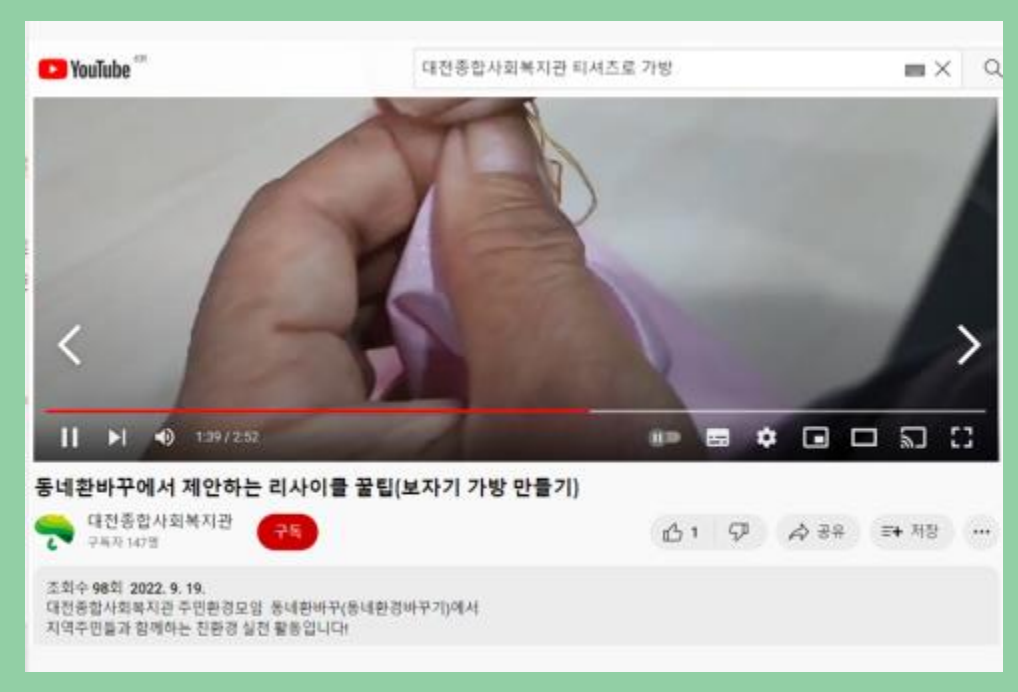 YouTube KR
대전종합사회복지관 티셔츠로 가방
1:39 / 2:52
동네환바꾸에서 제안하는 리사이클 꿀팁(보자기 가방 만들기)
대전종합사회복지관
구독자 147명
구독
1
공유
저장
조회수 98회 2022. 9. 19.
대전종합사회복지관 주민환경모임 동네환바꾸(동네환경바꾸기)에서
지역주민들과 함께하는 친환경 실천 활동입니다!